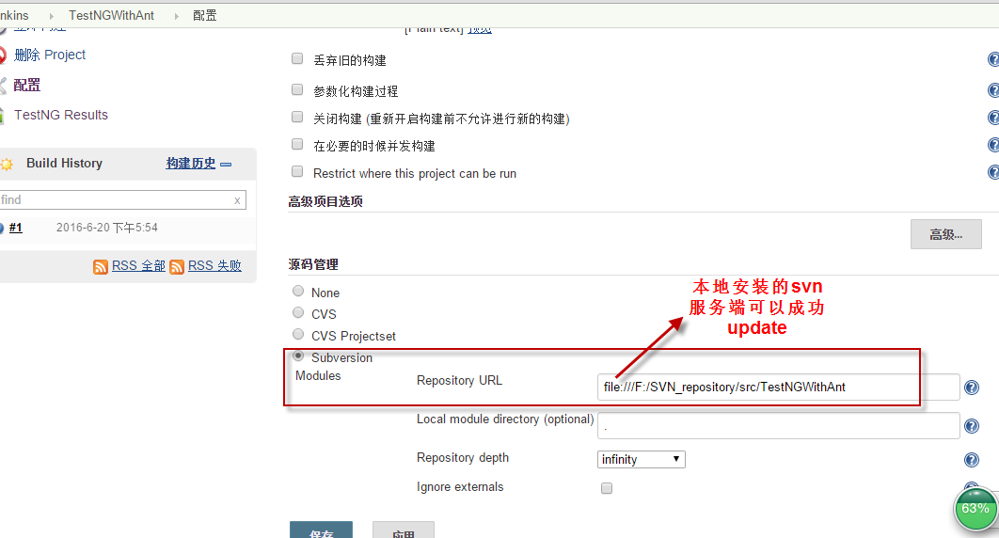 nkins TestNGWithAnt 配置
立即构建
[Plain text] 预览
删除 Project
配置
TestNG Results
Build History 构建历史
find x
#1 2016-6-20 下午5:54
RSS 全部 RSS 失败
丢弃旧的构建
参数化构建过程
关闭构建 (重新开启构建前不允许进行新的构建)
在必要的时候并发构建
Restrict where this project can be run
高级项目选项
高级...
源码管理
None
CVS
CVS Projectset
Subversion
本地安装的svn
服务端可以成功
update
Modules
Repository URL file:///F:/SVN_repository/src/TestNGWithAnt
Local module directory (optional) .
Repository depth infinity
Ignore externals
63%
保存 应用